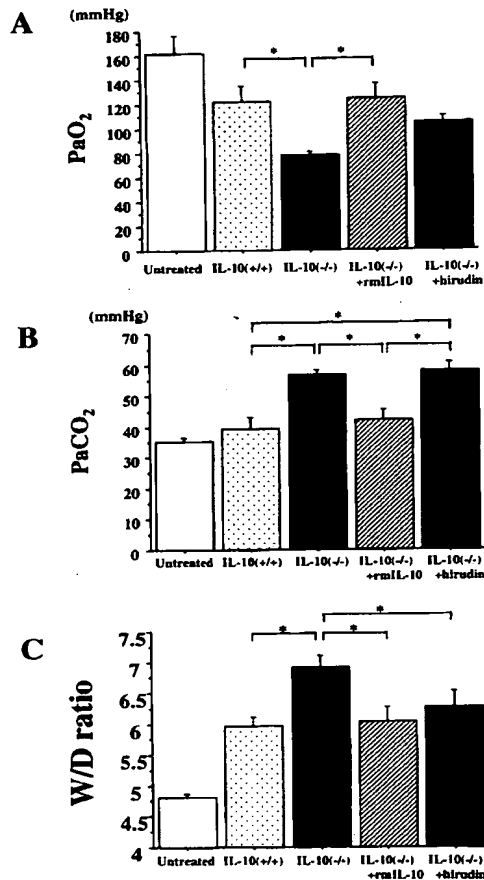 A
(mmHg)
PaO2
180
160
140
120
100
80
60
40
20
0
* *
Untreated IL-10(+/+) IL-10(-/-) IL-10(-/-) IL-10(-/-)
+rmIL-10 +hirudin
B
(mmHg)
PaCO2
70
60
50
40
30
20
10
0
*
* * *
Untreated IL-10(+/+) IL-10(-/-) IL-10(-/-) IL-10(-/-)
+rmIL-10 +hirudin
C
W/D ratio
7.5
7
6.5
6
5.5
5
4.5
4
*
* *
Untreated IL-10(+/+) IL-10(-/-) IL-10(-/-) IL-10(-/-)
+rmIL-10 +hirudin